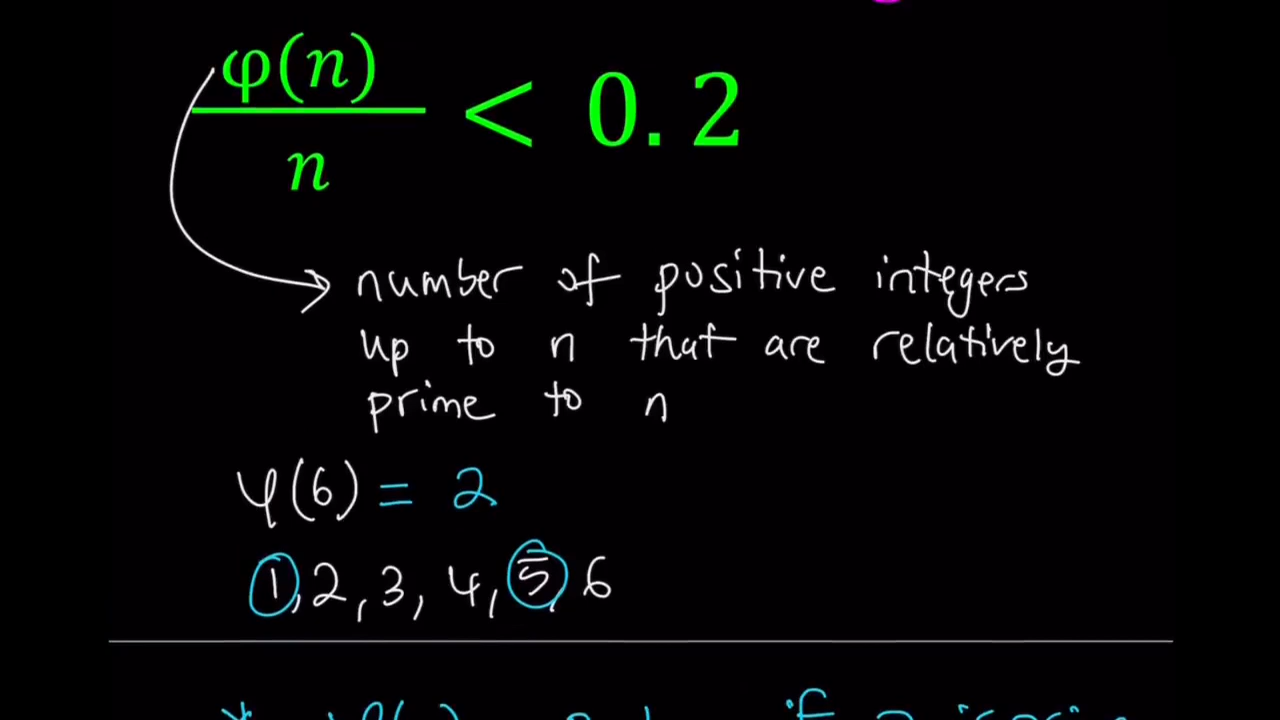 φ(n)
n
< 0.2
number of positive integers
up to n that are relatively
prime to n
φ(6) = 2
1, 2, 3, 4, 5, 6
if